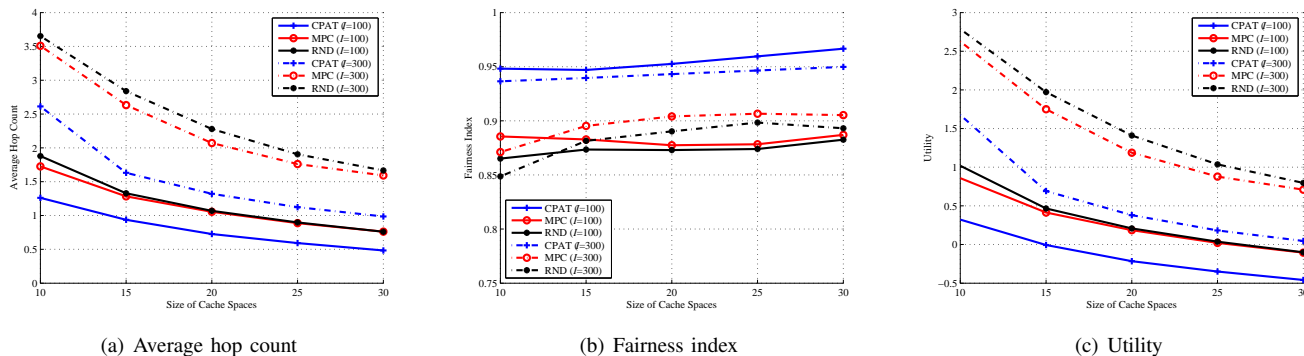 4
3.5
3
2.5
2
1.5
1
0.5
0
Average Hop Count
10 15 20 25 30
Size of Cache Spaces
CPAT (I=100)
MPC (I=100)
RND (I=100)
CPAT (I=300)
MPC (I=300)
RND (I=300)
(a) Average hop count
1
0.95
0.9
0.85
0.8
0.75
Fairness Index
10 15 20 25 30
Size of Cache Spaces
CPAT (I=100)
MPC (I=100)
RND (I=100)
CPAT (I=300)
MPC (I=300)
RND (I=300)
(b) Fairness index
3
2.5
2
1.5
1
0.5
0
−0.5
Utility
10 15 20 25 30
Size of Cache Spaces
CPAT (I=100)
MPC (I=100)
RND (I=100)
CPAT (I=300)
MPC (I=300)
RND (I=300)
(c) Utility